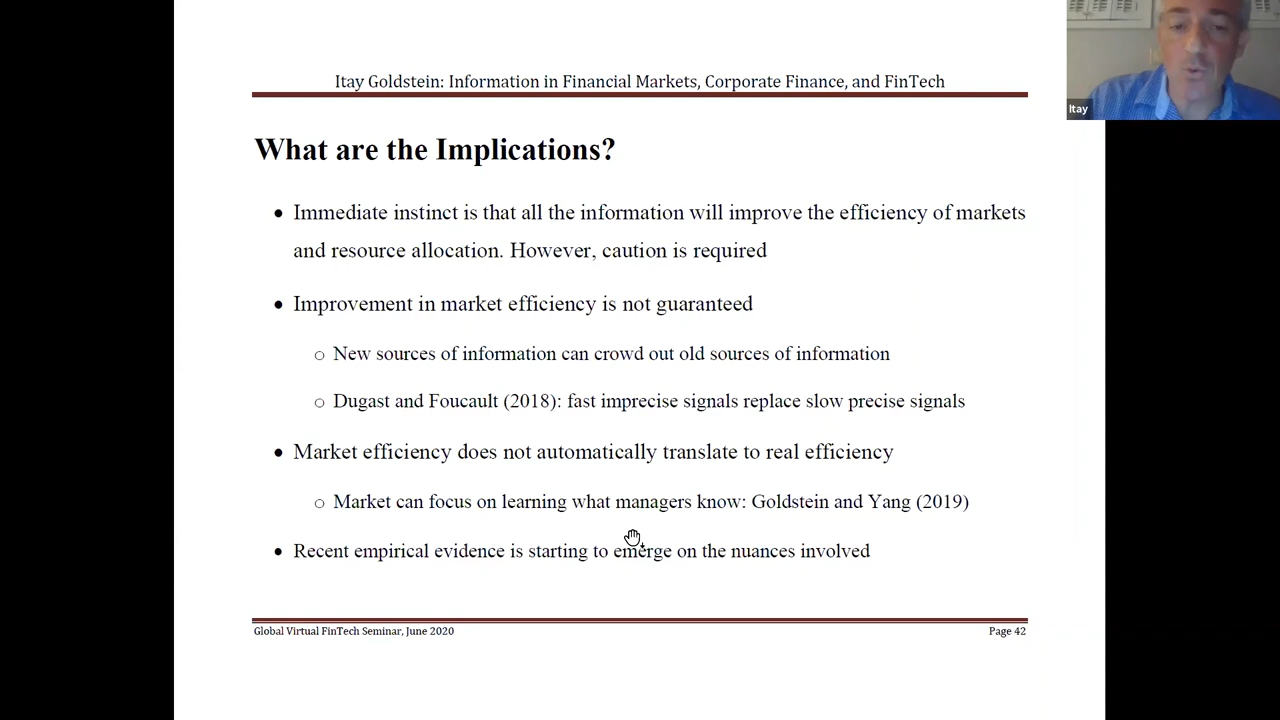 Itay Goldstein: Information in Financial Markets, Corporate Finance, and FinTech
Itay
What are the Implications?
• Immediate instinct is that all the information will improve the efficiency of markets
and resource allocation. However, caution is required
• Improvement in market efficiency is not guaranteed
○ New sources of information can crowd out old sources of information
○ Dugast and Foucault (2018): fast imprecise signals replace slow precise signals
• Market efficiency does not automatically translate to real efficiency
○ Market can focus on learning what managers know: Goldstein and Yang (2019)
• Recent empirical evidence is starting to emerge on the nuances involved
Global Virtual FinTech Seminar, June 2020
Page 42